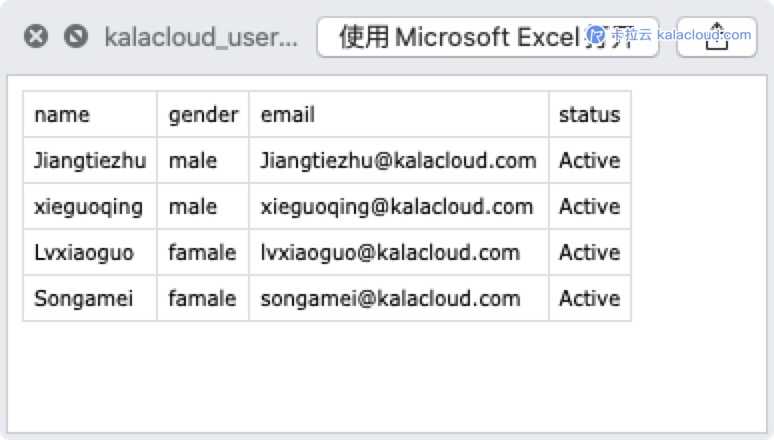 kalacloud_user... 使用 Microsoft Excel 打开 卡拉云 kalacloud.com
name gender email status
Jiangtiezhu male Jiangtiezhu@kalacloud.com Active
xieguoqing male xieguoqing@kalacloud.com Active
Lvxiaoguo famale lvxiaoguo@kalacloud.com Active
Songamei famale songamei@kalacloud.com Active